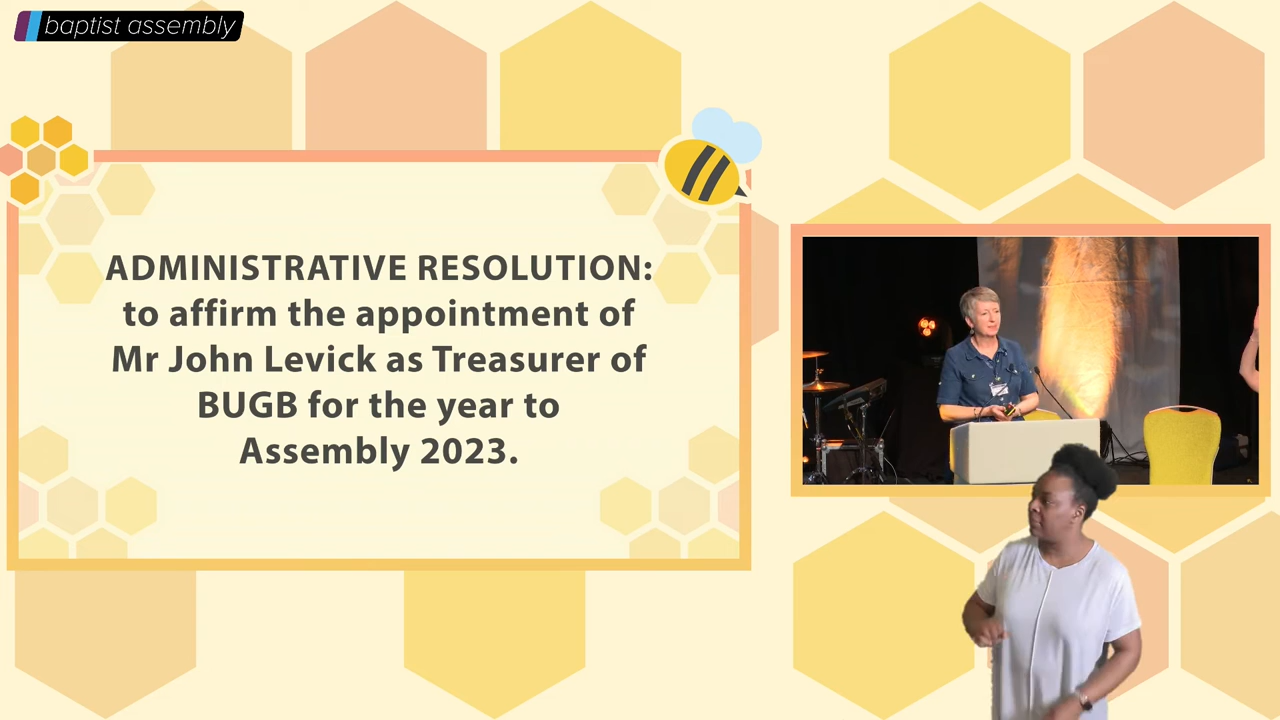 baptist assembly
ADMINISTRATIVE RESOLUTION:
to affirm the appointment of
Mr John Levick as Treasurer of
BUGB for the year to
Assembly 2023.